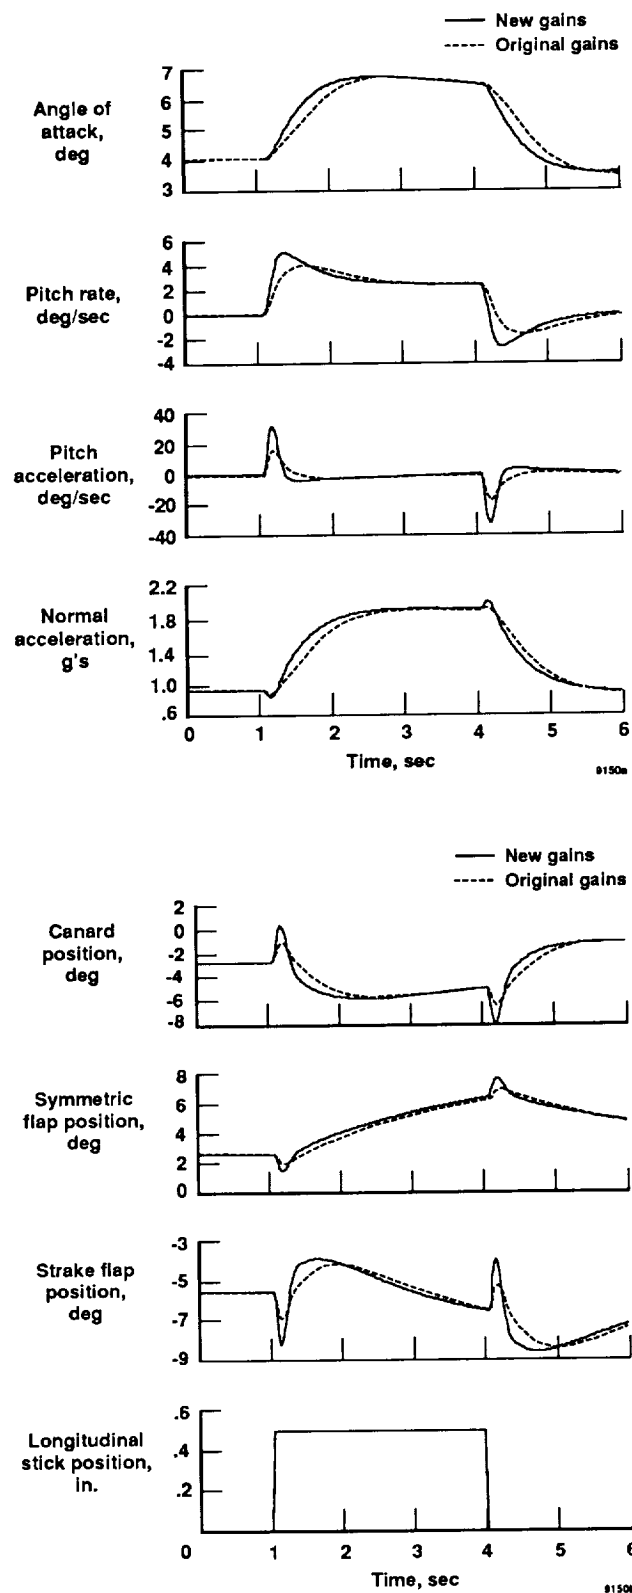 New gains
Original gains
Angle of
attack,
deg
7
6
5
4
3
Pitch rate,
deg/sec
6
4
2
0
-2
-4
Pitch
acceleration,
deg/sec
40
20
0
-20
-40
Normal
acceleration,
g's
2.2
1.8
1.4
1.0
.6
0 1 2 3 4 5 6
Time, sec
9150a
New gains
Original gains
Canard
position,
deg
2
0
-2
-4
-6
-8
Symmetric
flap position,
deg
8
6
4
2
0
Strake flap
position,
deg
-3
-5
-7
-9
Longitudinal
stick position,
in.
.6
.4
.2
0 1 2 3 4 5 6
Time, sec
9150b